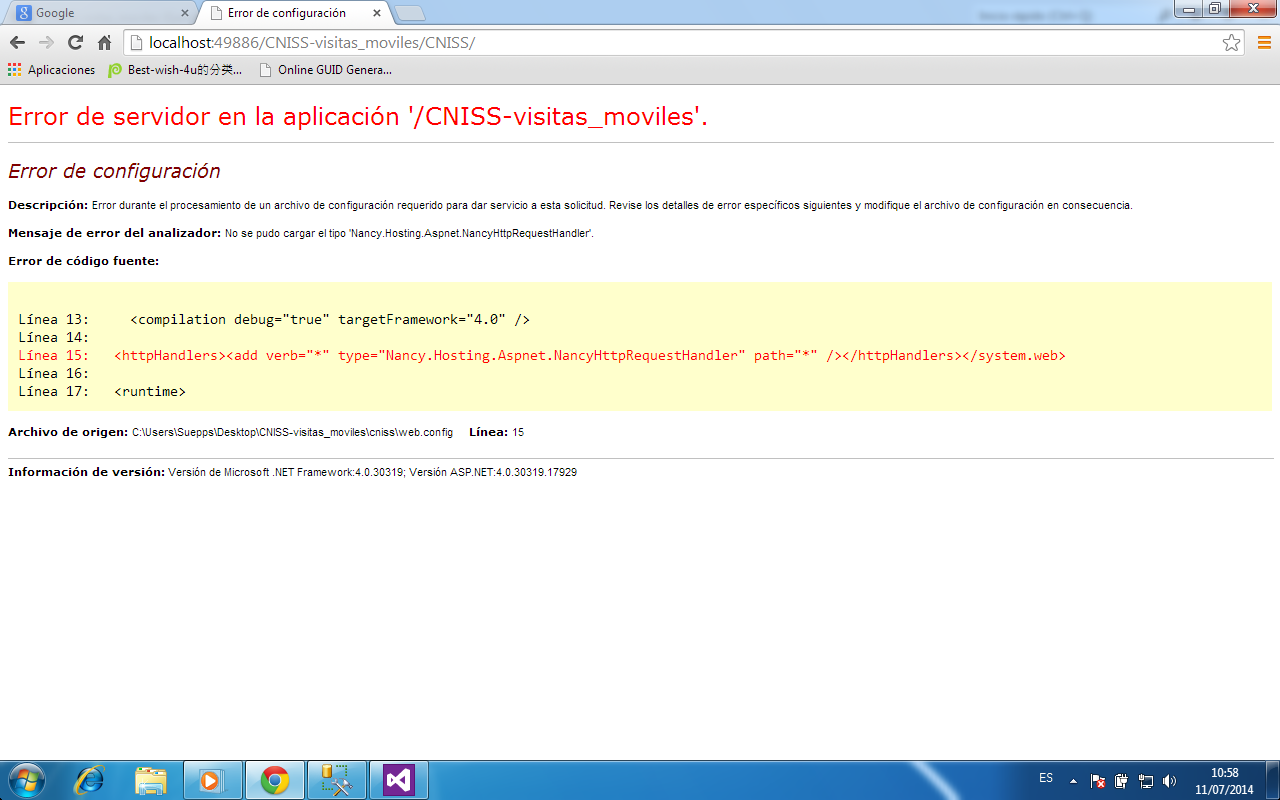 Google
Error de configuración
localhost:49886/CNISS-visitas_moviles/CNISS/
Aplicaciones
Best-wish-4u的分类...
Online GUID Genera...
Error de servidor en la aplicación '/CNISS-visitas_moviles'.
Error de configuración
Descripción: Error durante el procesamiento de un archivo de configuración requerido para dar servicio a esta solicitud. Revise los detalles de error específicos siguientes y modifique el archivo de configuración en consecuencia.
Mensaje de error del analizador: No se pudo cargar el tipo 'Nancy.Hosting.Aspnet.NancyHttpRequestHandler'.
Error de código fuente:
Línea 13:     <compilation debug="true" targetFramework="4.0" />
Línea 14:
Línea 15:   <httpHandlers><add verb="*" type="Nancy.Hosting.Aspnet.NancyHttpRequestHandler" path="*" /></httpHandlers></system.web>
Línea 16:
Línea 17:   <runtime>
Archivo de origen: C:\Users\Suepps\Desktop\CNISS-visitas_moviles\cniss\web.config    Línea: 15
Información de versión: Versión de Microsoft .NET Framework:4.0.30319; Versión ASP.NET:4.0.30319.17929
ES
10:58
11/07/2014